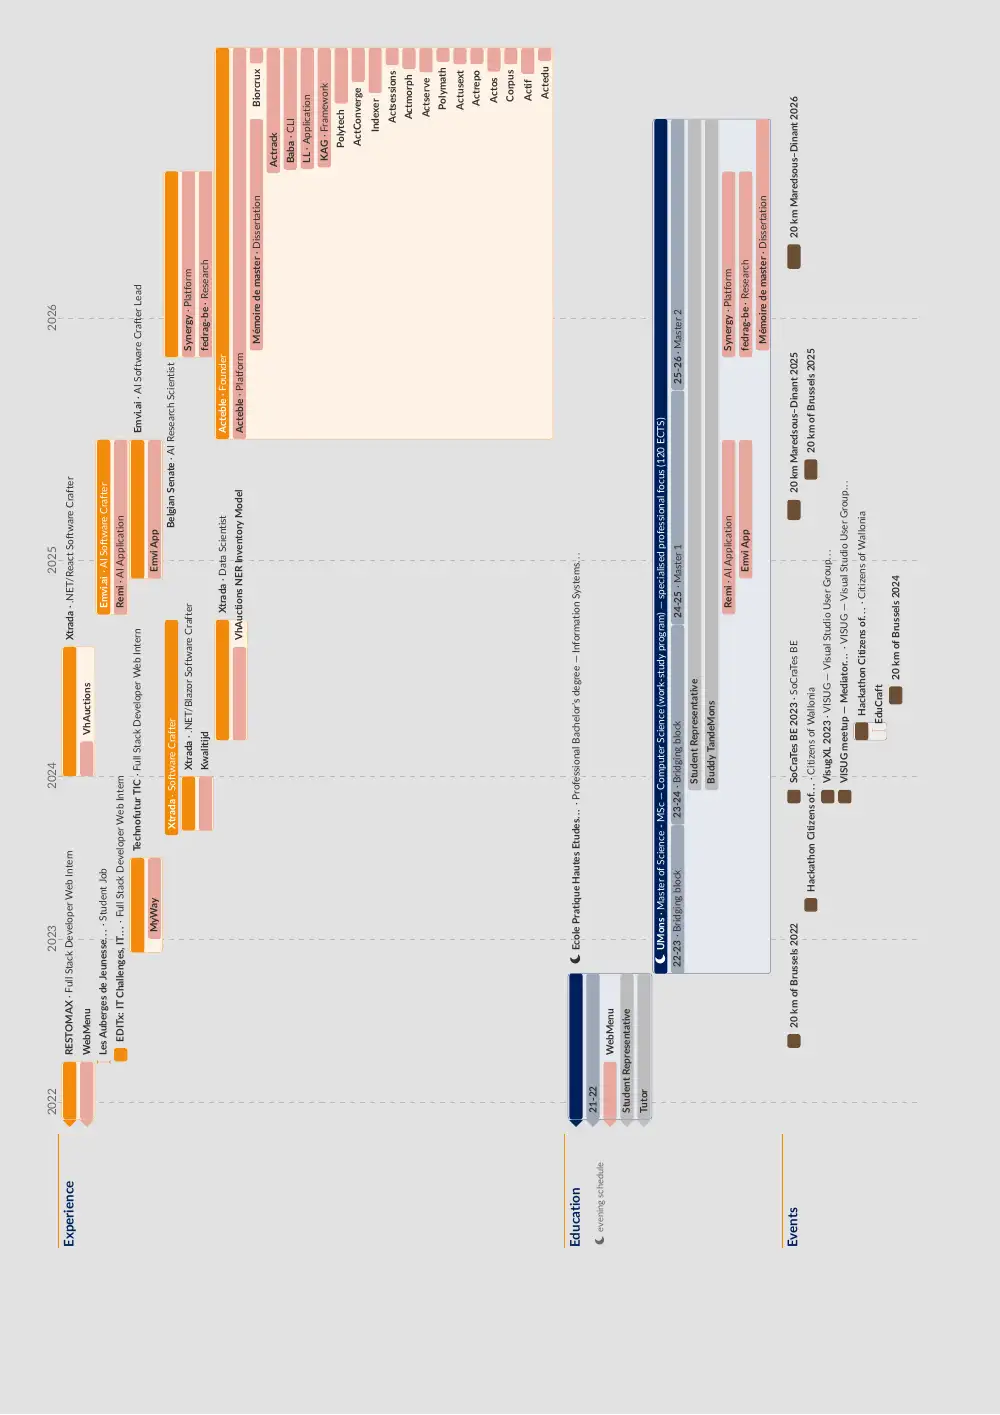 2022
2023
2024
2025
2026
Experience
RESTOMAX · Full Stack Developer Web Intern
Xtrada · .NET/React Software Crafter
WebMenu
VhAuctions
Les Auberges de Jeunesse… · Student Job
Emvi.ai · AI Software Crafter
EDITx: IT Challenges, IT… · Full Stack Developer Web Intern
Remi · AI Application
Technofutur TIC · Full Stack Developer Web Intern
Emvi.ai · AI Software Crafter Lead
MyWay
Emvi App
Xtrada · Software Crafter
Belgian Senate · AI Research Scientist
Xtrada · .NET/Blazor Software Crafter
Synergy · Platform
Kwalitijd
fedrag-be · Research
Xtrada · Data Scientist
Acteble · Founder
VhAuctions NER Inventory Model
Acteble · Platform
Mémoire de master · Dissertation
Biorcrux
Actrack
Baba · CLI
LL · Application
KAG · Framework
Polytech
ActConverge
Indexer
Actsessions
Actmorph
Actserve
Polymath
Actusext
Actrepo
Actos
Corpus
Actif
Actedu
Education
evening schedule
Ecole Pratique Hautes Etudes… · Professional Bachelor's degree — Information Systems…
21-22
WebMenu
Student Representative
Tutor
UMons · Master of Science · MSc — Computer Science (work-study program) — specialised professional focus (120 ECTS)
22-23 · Bridging block
23-24 · Bridging block
24-25 · Master 1
25-26 · Master 2
Student Representative
Buddy TandeMons
Remi · AI Application
Synergy · Platform
Emvi App
fedrag-be · Research
Mémoire de master · Dissertation
Events
20 km of Brussels 2022
SoCraTes BE 2023 · SoCraTes BE
20 km Maredsous–Dinant 2025
20 km Maredsous–Dinant 2026
Hackathon Citizens of… · Citizens of Wallonia
20 km of Brussels 2025
VisugXL 2023 · VISUG — Visual Studio User Group…
VISUG meetup — Mediator… · VISUG — Visual Studio User Group…
Hackathon Citizens of… · Citizens of Wallonia
EduCraft
20 km of Brussels 2024